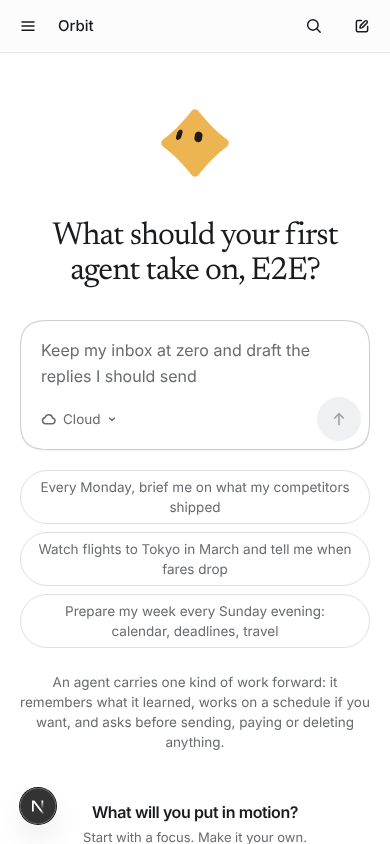 Orbit
What should your first
agent take on, E2E?
Keep my inbox at zero and draft the
replies I should send
Cloud
Every Monday, brief me on what my competitors
shipped
Watch flights to Tokyo in March and tell me when
fares drop
Prepare my week every Sunday evening:
calendar, deadlines, travel
An agent carries one kind of work forward: it
remembers what it learned, works on a schedule if you
want, and asks before sending, paying or deleting
anything.
N
What will you put in motion?
Start with a focus. Make it your own.